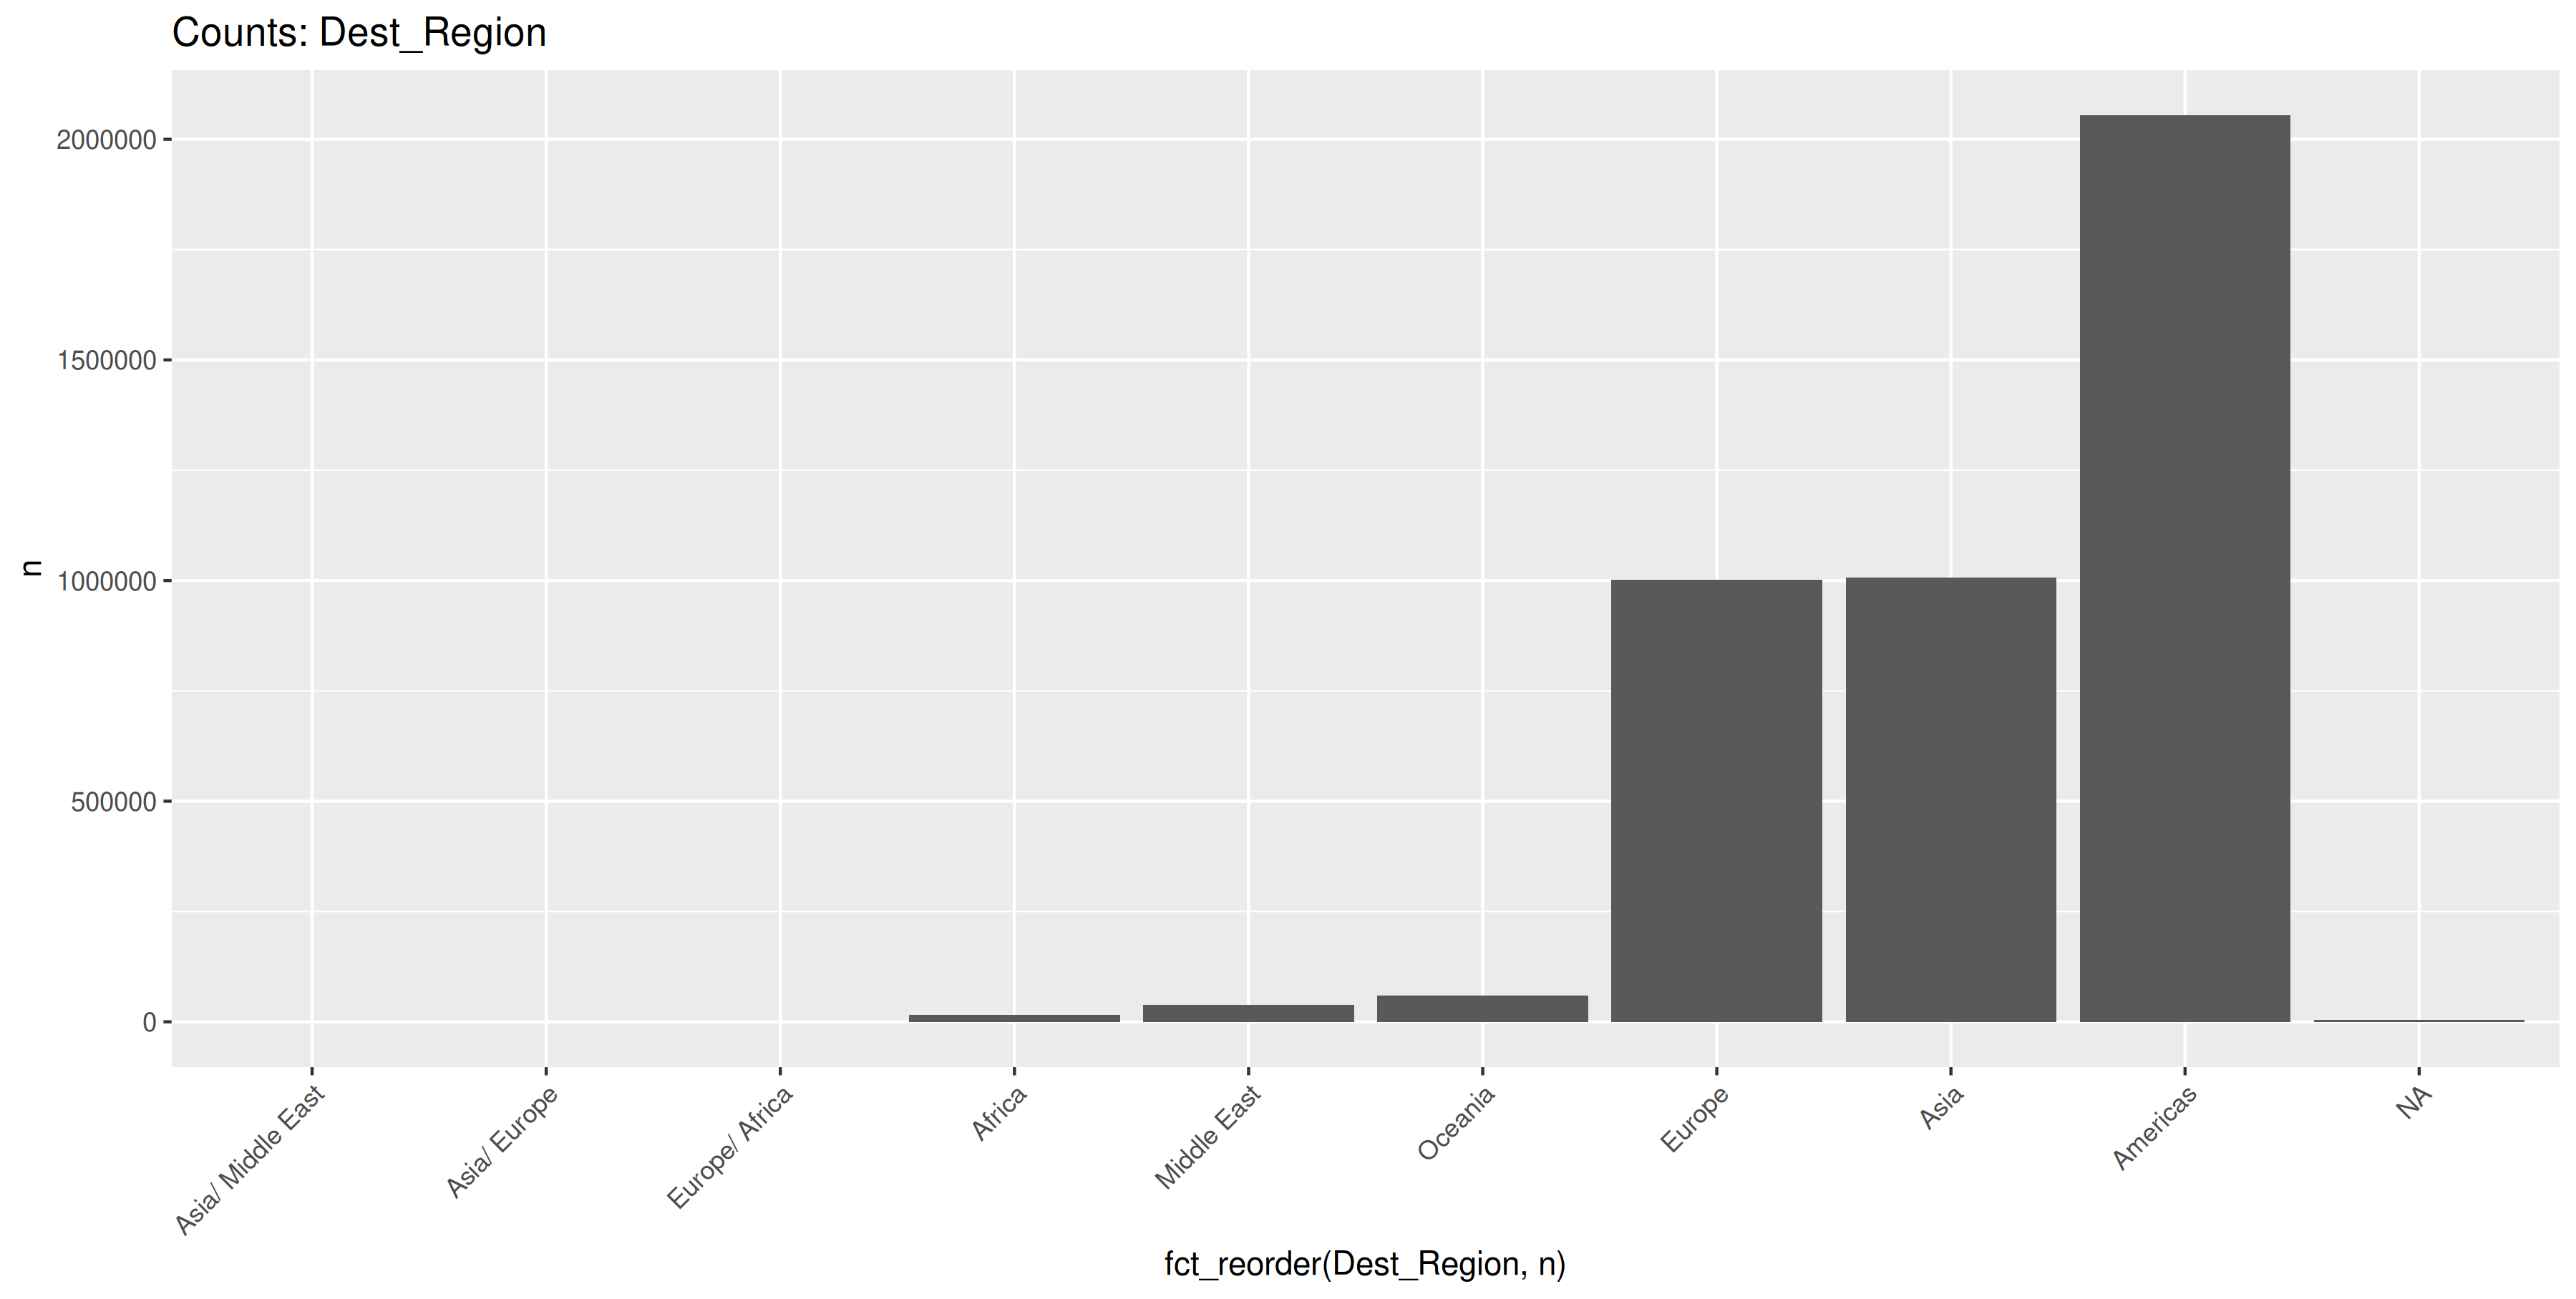 Counts: Dest_Region
2000000
1500000
1000000
500000
0
n
Asia/ Middle East
Asia/ Europe
Europe/ Africa
Africa
Middle East
Oceania
Europe
Asia
Americas
NA
fct_reorder(Dest_Region, n)